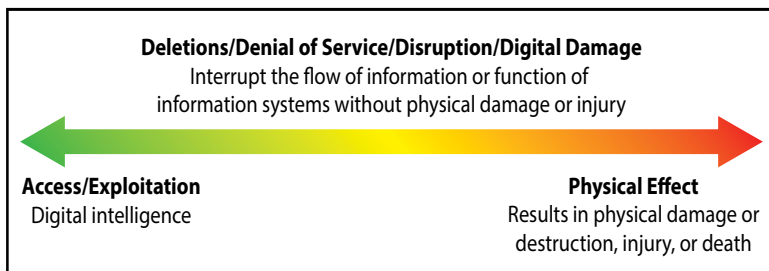 Deletions/Denial of Service/Disruption/Digital Damage
Interrupt the flow of information or function of
information systems without physical damage or injury
Access/Exploitation
Digital intelligence
Physical Effect
Results in physical damage or
destruction, injury, or death